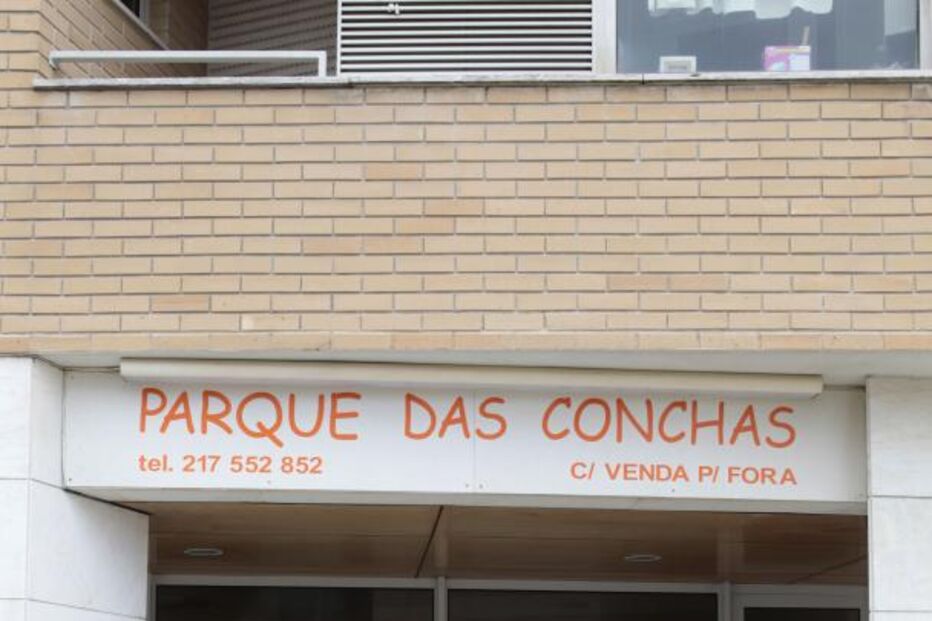 PARQUE DAS CONCHAS
tel. 217 552 852
C/ VENDA P/ FORA